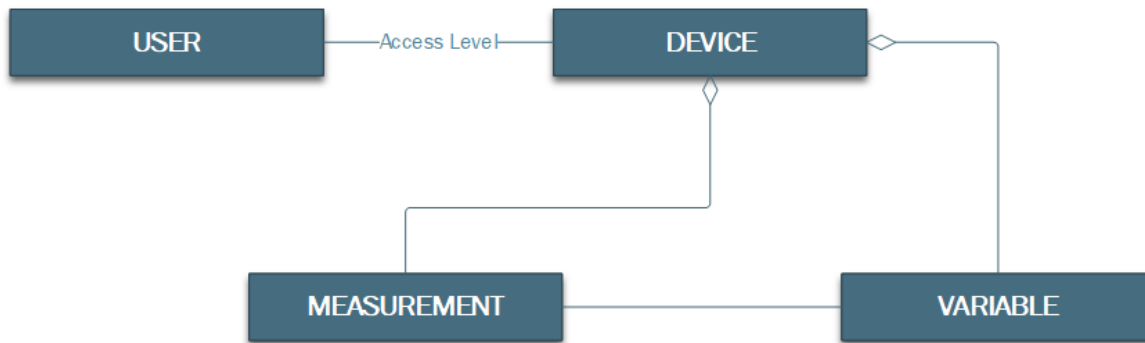 USER
Access Level
DEVICE
MEASUREMENT
VARIABLE